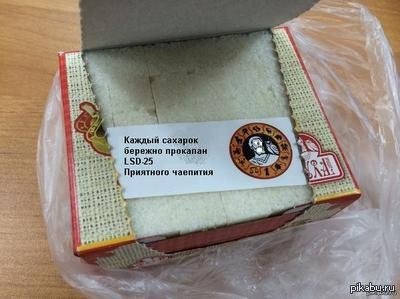 Каждый сахарок
бережно прокапан
LSD-25
Приятного чаепития
pikabu.ru